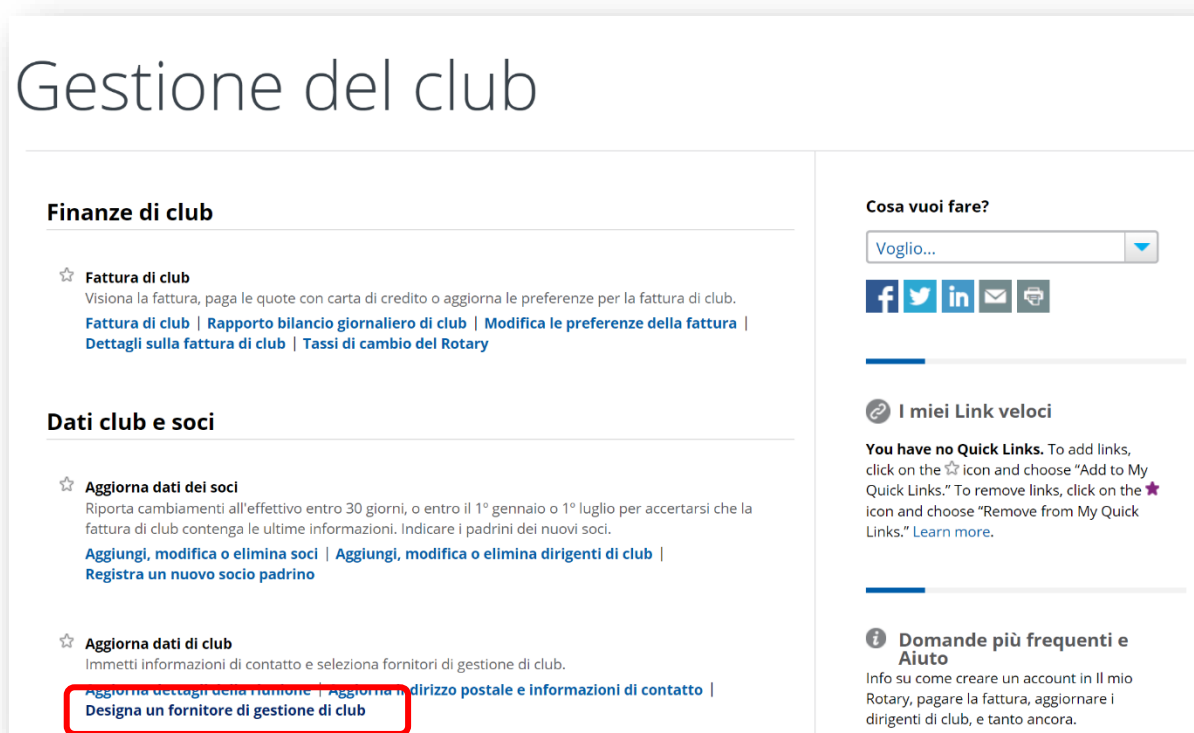 Gestione del club
Finanze di club
Fattura di club
Visiona la fattura, paga le quote con carta di credito o aggiorna le preferenze per la fattura di club.
Fattura di club | Rapporto bilancio giornaliero di club | Modifica le preferenze della fattura |
Dettagli sulla fattura di club | Tassi di cambio del Rotary
Dati club e soci
Aggiorna dati dei soci
Riporta cambiamenti all'effettivo entro 30 giorni, o entro il 1º gennaio o 1º luglio per accertarsi che la
fattura di club contenga le ultime informazioni. Indicare i padrini dei nuovi soci.
Aggiungi, modifica o elimina soci | Aggiungi, modifica o elimina dirigenti di club |
Registra un nuovo socio padrino
Aggiorna dati di club
Immetti informazioni di contatto e seleziona fornitori di gestione di club.
Aggiorna dettagli della riunione | Aggiorna indirizzo postale e informazioni di contatto |
Designa un fornitore di gestione di club
Cosa vuoi fare?
Voglio...
I miei Link veloci
You have no Quick Links. To add links,
click on the ☆ icon and choose “Add to My
Quick Links.” To remove links, click on the ★
icon and choose “Remove from My Quick
Links.” Learn more.
Domande più frequenti e
Aiuto
Info su come creare un account in Il mio
Rotary, pagare la fattura, aggiornare i
dirigenti di club, e tanto ancora.